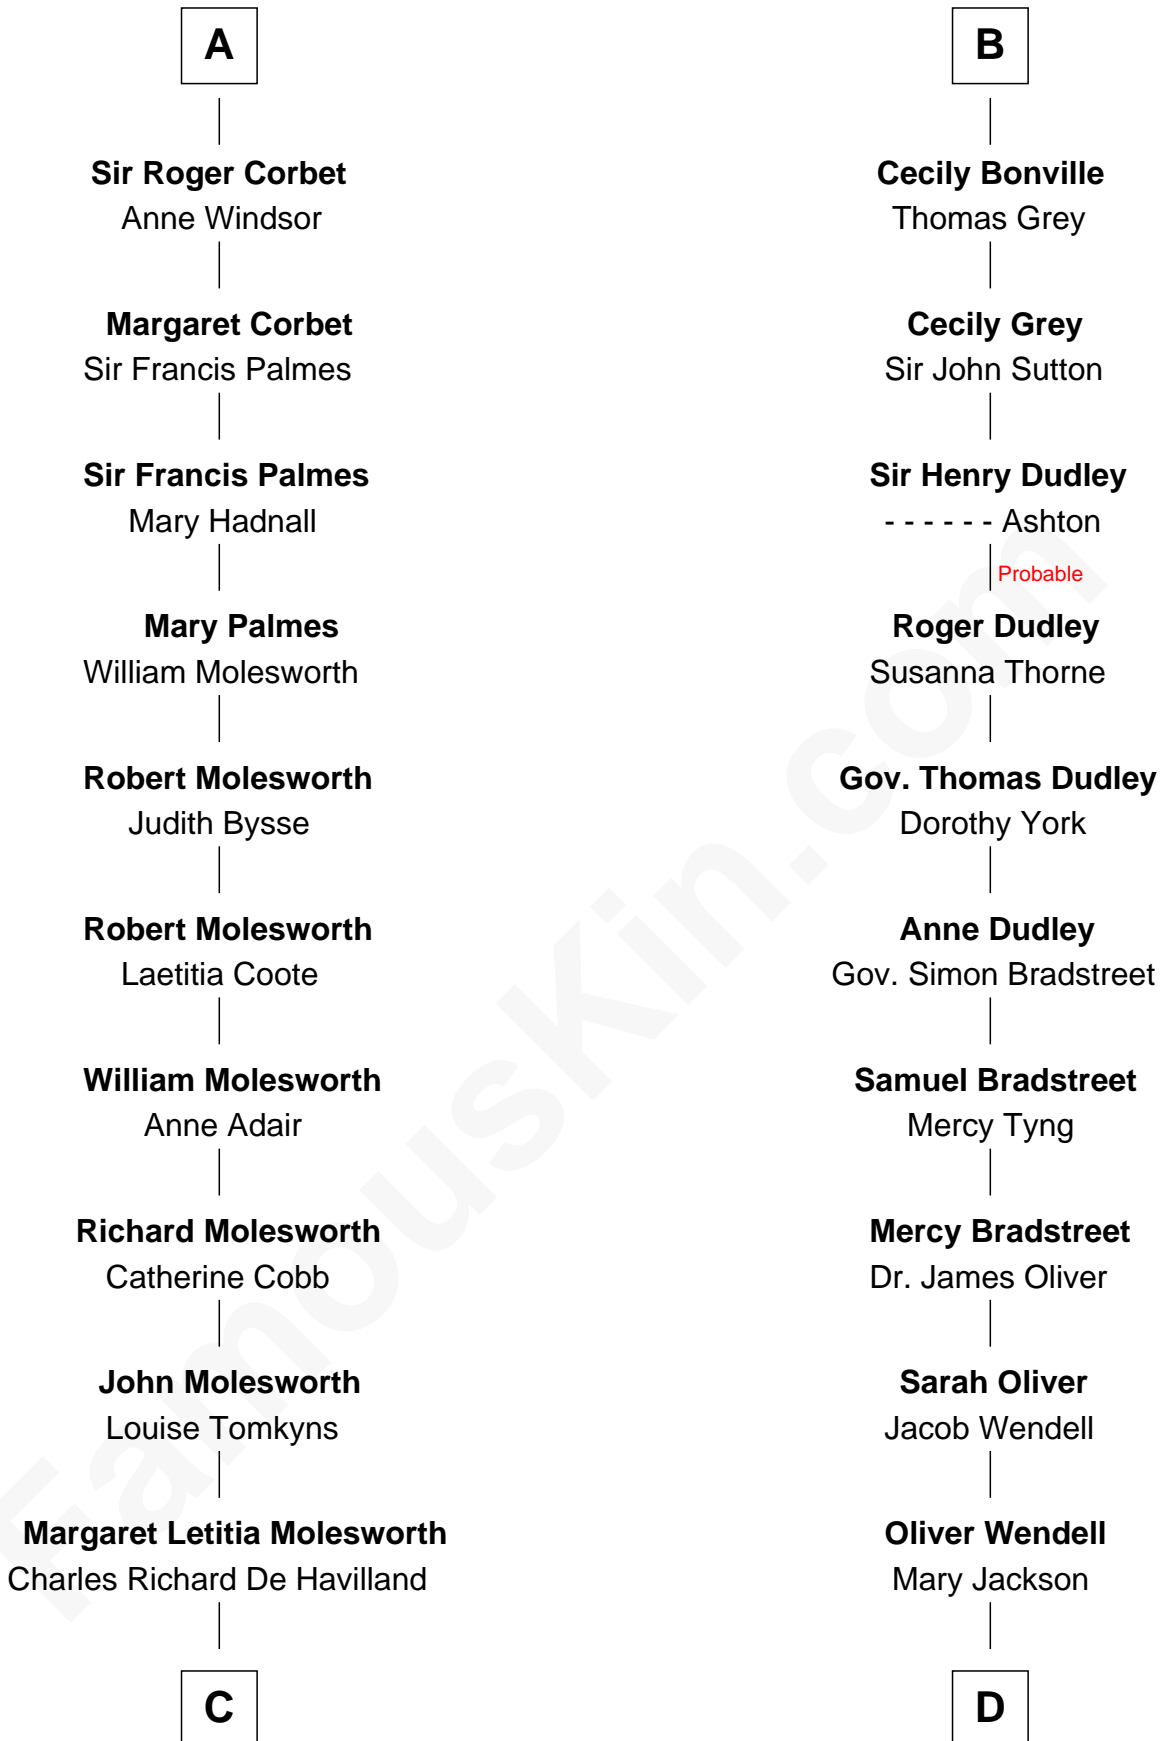 A
Sir Roger Corbet
Anne Windsor
Margaret Corbet
Sir Francis Palmes
Sir Francis Palmes
Mary Hadnall
Mary Palmes
William Molesworth
Robert Molesworth
Judith Bysse
Robert Molesworth
Laetitia Coote
William Molesworth
Anne Adair
Richard Molesworth
Catherine Cobb
John Molesworth
Louise Tomkyns
Margaret Letitia Molesworth
Charles Richard De Havilland
C
B
Cecily Bonville
Thomas Grey
Cecily Grey
Sir John Sutton
Sir Henry Dudley
- - - - - - Ashton
Probable
Roger Dudley
Susanna Thorne
Gov. Thomas Dudley
Dorothy York
Anne Dudley
Gov. Simon Bradstreet
Samuel Bradstreet
Mercy Tyng
Mercy Bradstreet
Dr. James Oliver
Sarah Oliver
Jacob Wendell
Oliver Wendell
Mary Jackson
D
FamousKin.com